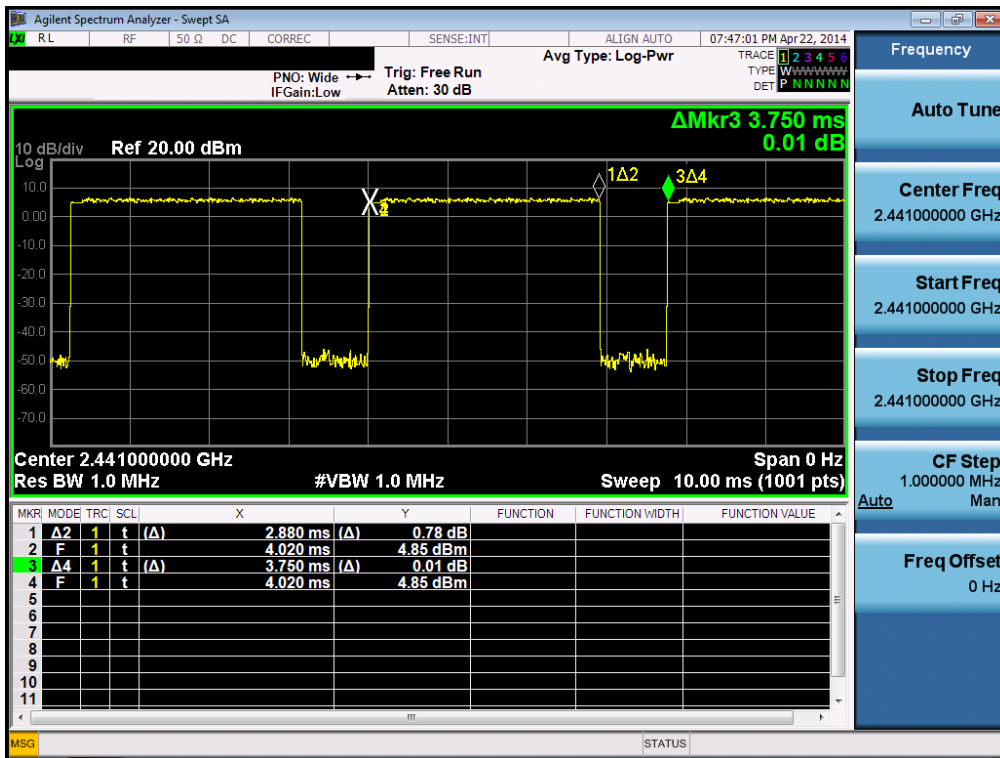 Agilent Spectrum Analyzer - Swept SA
LXI RL RF 50 Ω DC CORREC SENSE:INT ALIGN AUTO 07:47:01 PM Apr 22, 2014
Frequency
Avg Type: Log-Pwr TRACE 1 2 3 4 5 6
PNO: Wide Trig: Free Run TYPE WWWWWW
IFGain:Low Atten: 30 dB DET P N N N N N
Auto Tune
ΔMkr3 3.750 ms
0.01 dB
10 dB/div Ref 20.00 dBm
Log
1Δ2 3Δ4
10.0
0.00
-10.0
-20.0
-30.0
-40.0
-50.0
-60.0
-70.0
Center Freq
2.441000000 GHz
Start Freq
2.441000000 GHz
Stop Freq
2.441000000 GHz
Center 2.441000000 GHz Span 0 Hz
Res BW 1.0 MHz #VBW 1.0 MHz Sweep 10.00 ms (1001 pts)
CF Step
1.000000 MHz
Auto Man
Freq Offset
0 Hz
MKR MODE TRC SCL X Y FUNCTION FUNCTION WIDTH FUNCTION VALUE
1 Δ2 1 t (Δ) 2.880 ms (Δ) 0.78 dB
2 F 1 t 4.020 ms 4.85 dBm
3 Δ4 1 t (Δ) 3.750 ms (Δ) 0.01 dB
4 F 1 t 4.020 ms 4.85 dBm
5
6
7
8
9
10
11
MSG STATUS